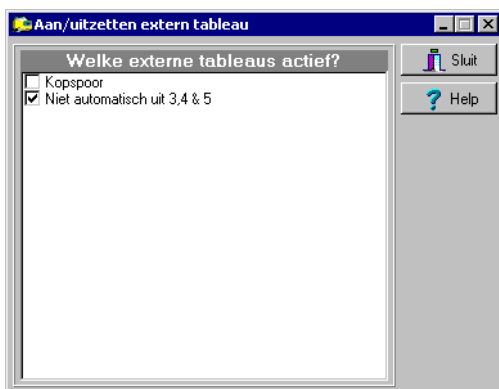 Aan/uitzetten extern tableau
Welke externe tableaus actief?
Kopspoor
Niet automatisch uit 3,4 & 5
Sluit
Help